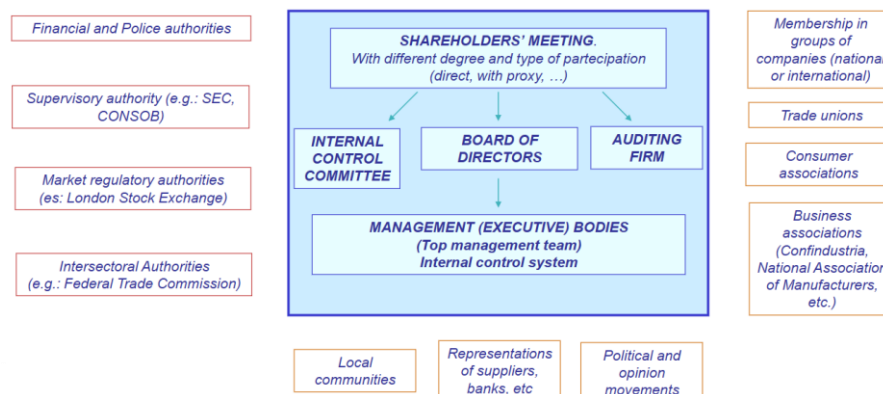 Financial and Police authorities
Supervisory authority (e.g.: SEC,
CONSOB)
Market regulatory authorities
(es: London Stock Exchange)
Intersectoral Authorities
(e.g.: Federal Trade Commission)
SHAREHOLDERS' MEETING.
With different degree and type of partecipation
(direct, with proxy, …)
INTERNAL
CONTROL
COMMITTEE
BOARD OF
DIRECTORS
AUDITING
FIRM
MANAGEMENT (EXECUTIVE) BODIES
(Top management team)
Internal control system
Membership in
groups of
companies (national
or international)
Trade unions
Consumer
associations
Business
associations
(Confindustria,
National Association
of Manufacturers,
etc.)
Local
communities
Representations
of suppliers,
banks, etc
Political and
opinion
movements